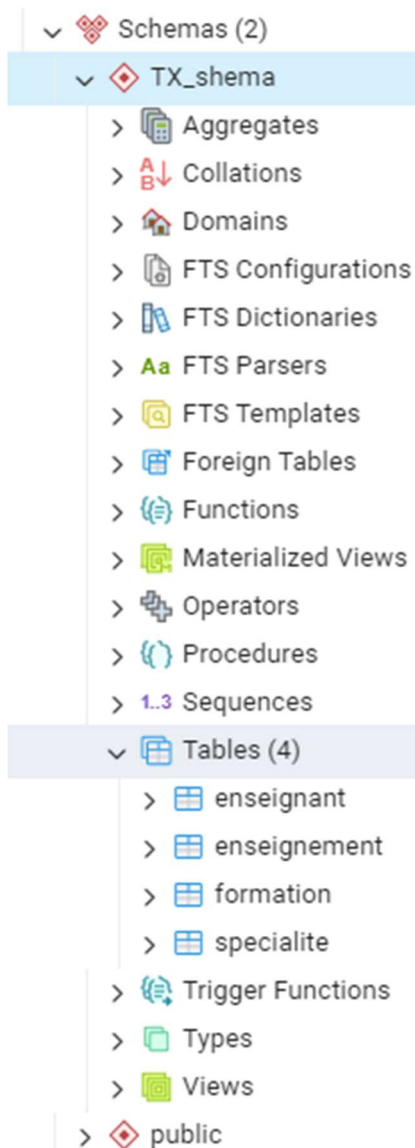 Schemas (2)
TX_shema
Aggregates
A
B Collations
Domains
FTS Configurations
FTS Dictionaries
Aa FTS Parsers
FTS Templates
Foreign Tables
Functions
Materialized Views
Operators
Procedures
1..3 Sequences
Tables (4)
enseignant
enseignement
formation
specialite
Trigger Functions
Types
Views
public